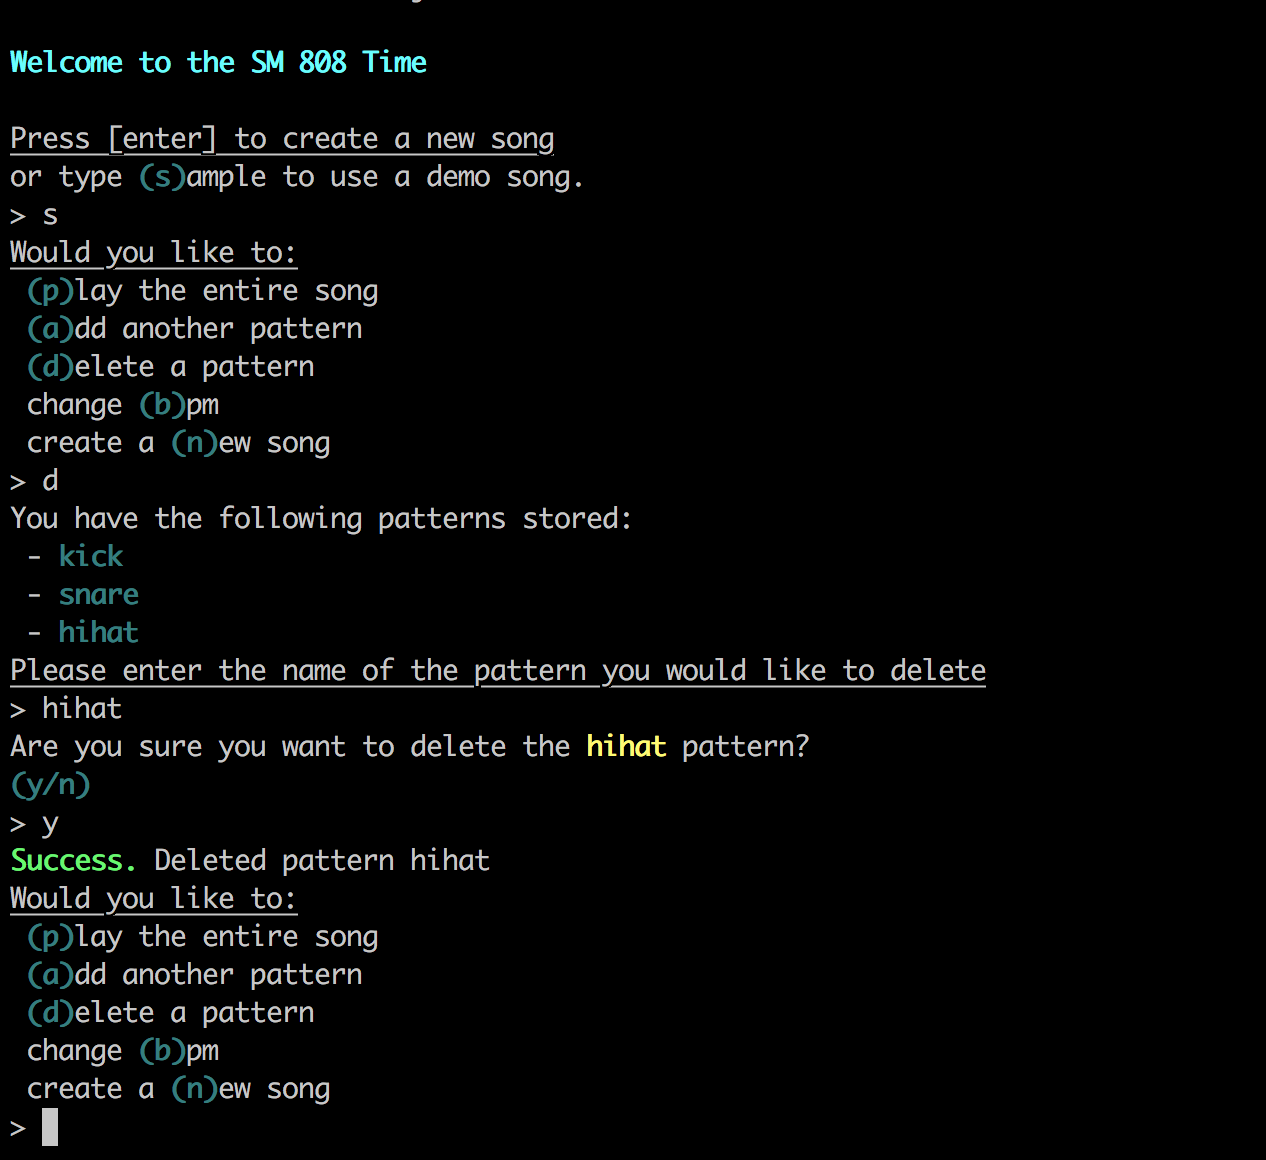 Welcome to the SM 808 Time
Press [enter] to create a new song
or type (s)ample to use a demo song.
> s
Would you like to:
(p)lay the entire song
(a)dd another pattern
(d)elete a pattern
change (b)pm
create a (n)ew song
> d
You have the following patterns stored:
- kick
- snare
- hihat
Please enter the name of the pattern you would like to delete
> hihat
Are you sure you want to delete the hihat pattern?
(y/n)
> y
Success. Deleted pattern hihat
Would you like to:
(p)lay the entire song
(a)dd another pattern
(d)elete a pattern
change (b)pm
create a (n)ew song
>